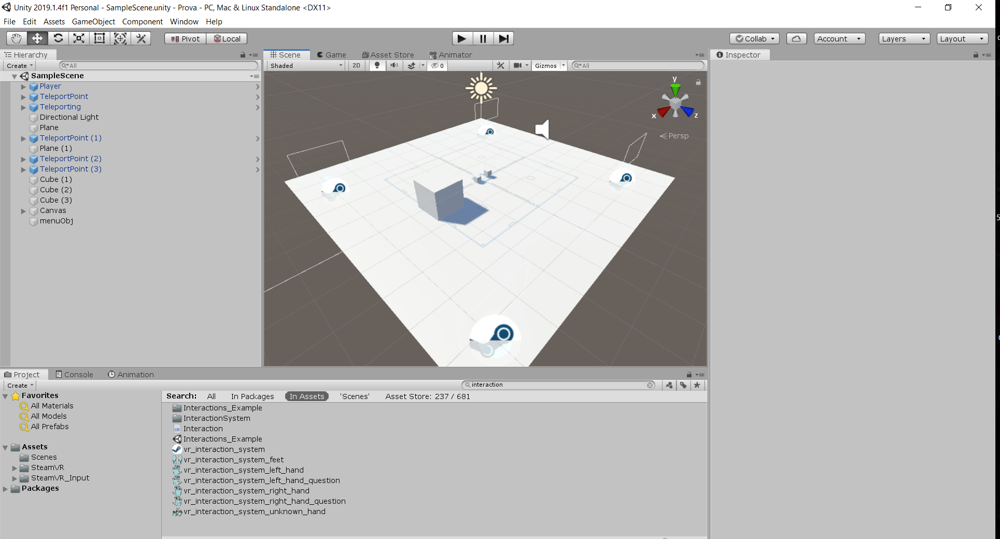 Unity 2019.1.4f1 Personal - SampleScene.unity - Prova - PC, Mac & Linux Standalone <DX11>
File Edit Assets GameObject Component Window Help
Pivot Local Collab Account Layers Layout
Hierarchy
Create All
SampleScene
Player
TeleportPoint
Teleporting
Directional Light
Plane
TeleportPoint (1)
Plane (1)
TeleportPoint (2)
TeleportPoint (3)
Cube (1)
Cube (2)
Cube (3)
Canvas
menuObj
Scene Game Asset Store Animator
Shaded 2D 0 Gizmos All
y
x z
Persp
Inspector
Project Console Animation
Create interaction
Favorites
All Materials
All Models
All Prefabs
Assets
Scenes
SteamVR
SteamVR_Input
Packages
Search: All In Packages In Assets 'Scenes' Asset Store: 237 / 681
Interactions_Example
InteractionSystem
Interaction
Interactions_Example
vr_interaction_system
vr_interaction_system_feet
vr_interaction_system_left_hand
vr_interaction_system_left_hand_question
vr_interaction_system_right_hand
vr_interaction_system_right_hand_question
vr_interaction_system_unknown_hand